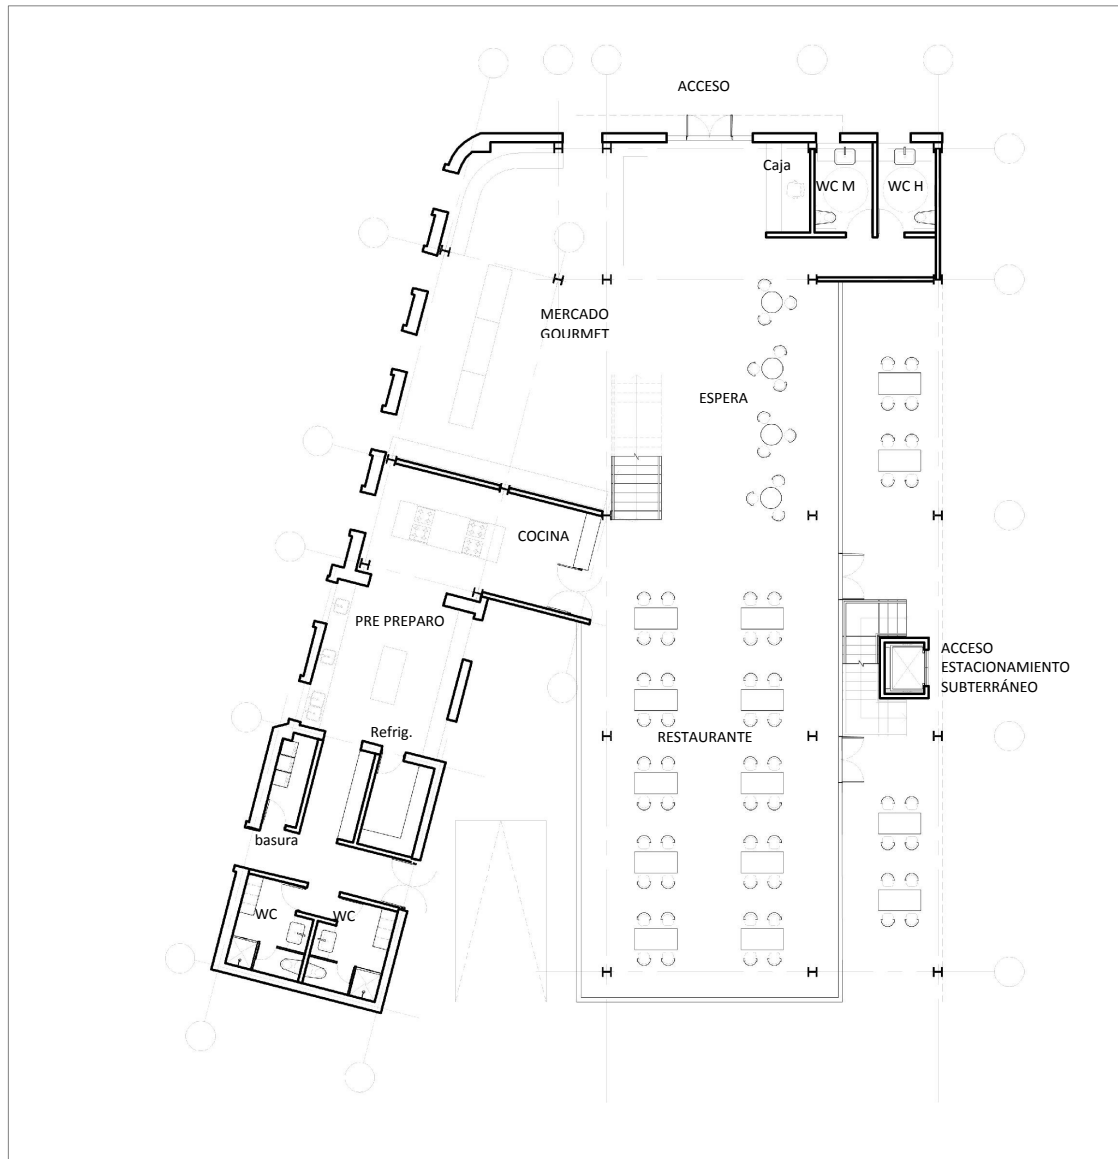 ACCESO
Caja
WC M
WC H
MERCADO
GOURMET
ESPERA
COCINA
PRE PREPARO
ACCESO
ESTACIONAMIENTO
SUBTERRÁNEO
Refrig.
RESTAURANTE
basura
WC
WC